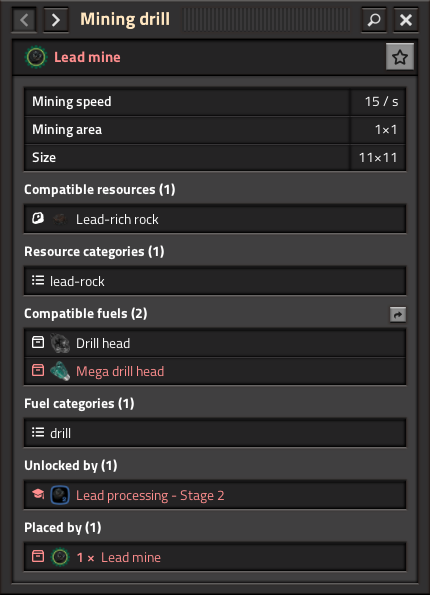 Mining drill
Lead mine
Mining speed 15 / s
Mining area 1×1
Size 11×11
Compatible resources (1)
Lead-rich rock
Resource categories (1)
lead-rock
Compatible fuels (2)
Drill head
Mega drill head
Fuel categories (1)
drill
Unlocked by (1)
Lead processing - Stage 2
Placed by (1)
1 × Lead mine